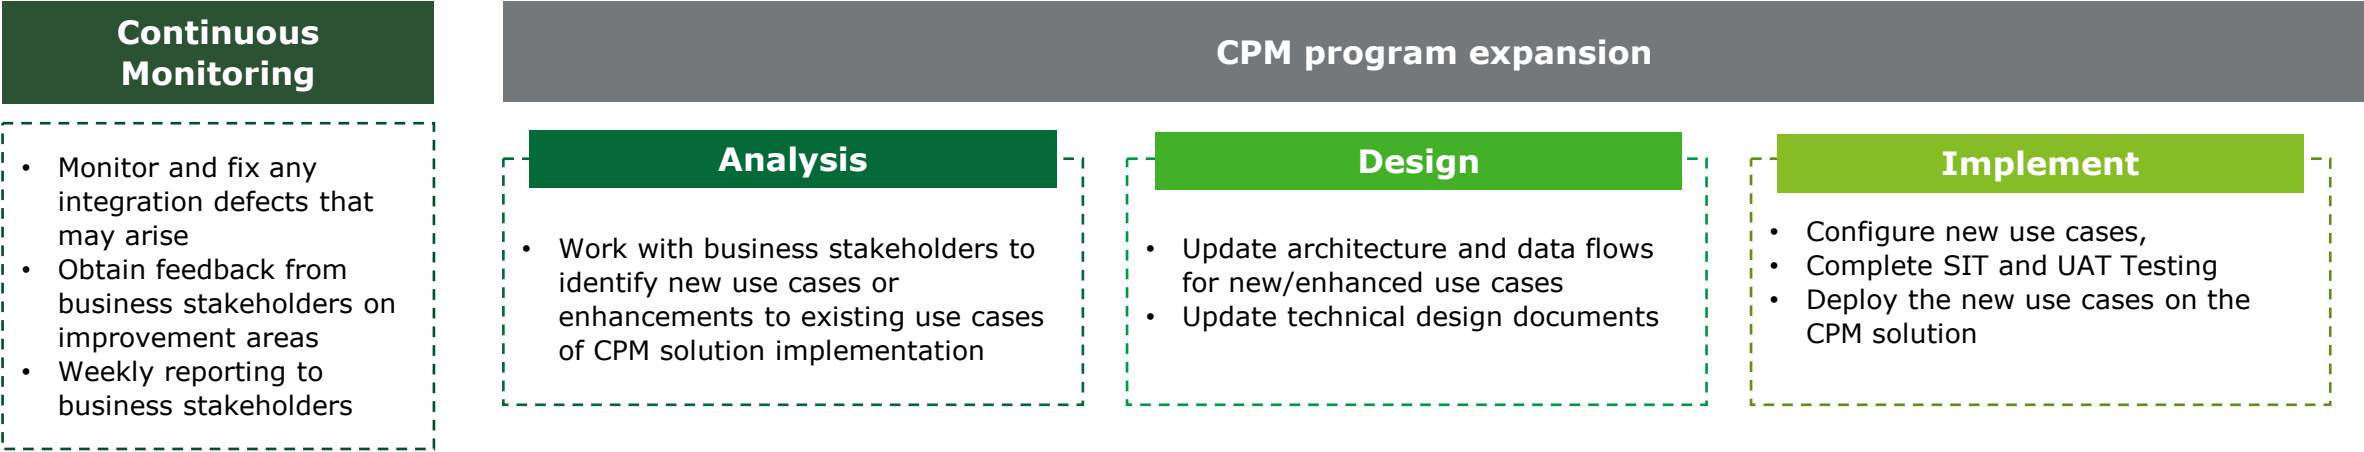 Continuous
Monitoring
• Monitor and fix any
integration defects that
may arise
• Obtain feedback from
business stakeholders on
improvement areas
• Weekly reporting to
business stakeholders
CPM program expansion
Analysis
• Work with business stakeholders to
identify new use cases or
enhancements to existing use cases
of CPM solution implementation
Design
• Update architecture and data flows
for new/enhanced use cases
• Update technical design documents
Implement
• Configure new use cases,
• Complete SIT and UAT Testing
• Deploy the new use cases on the
CPM solution